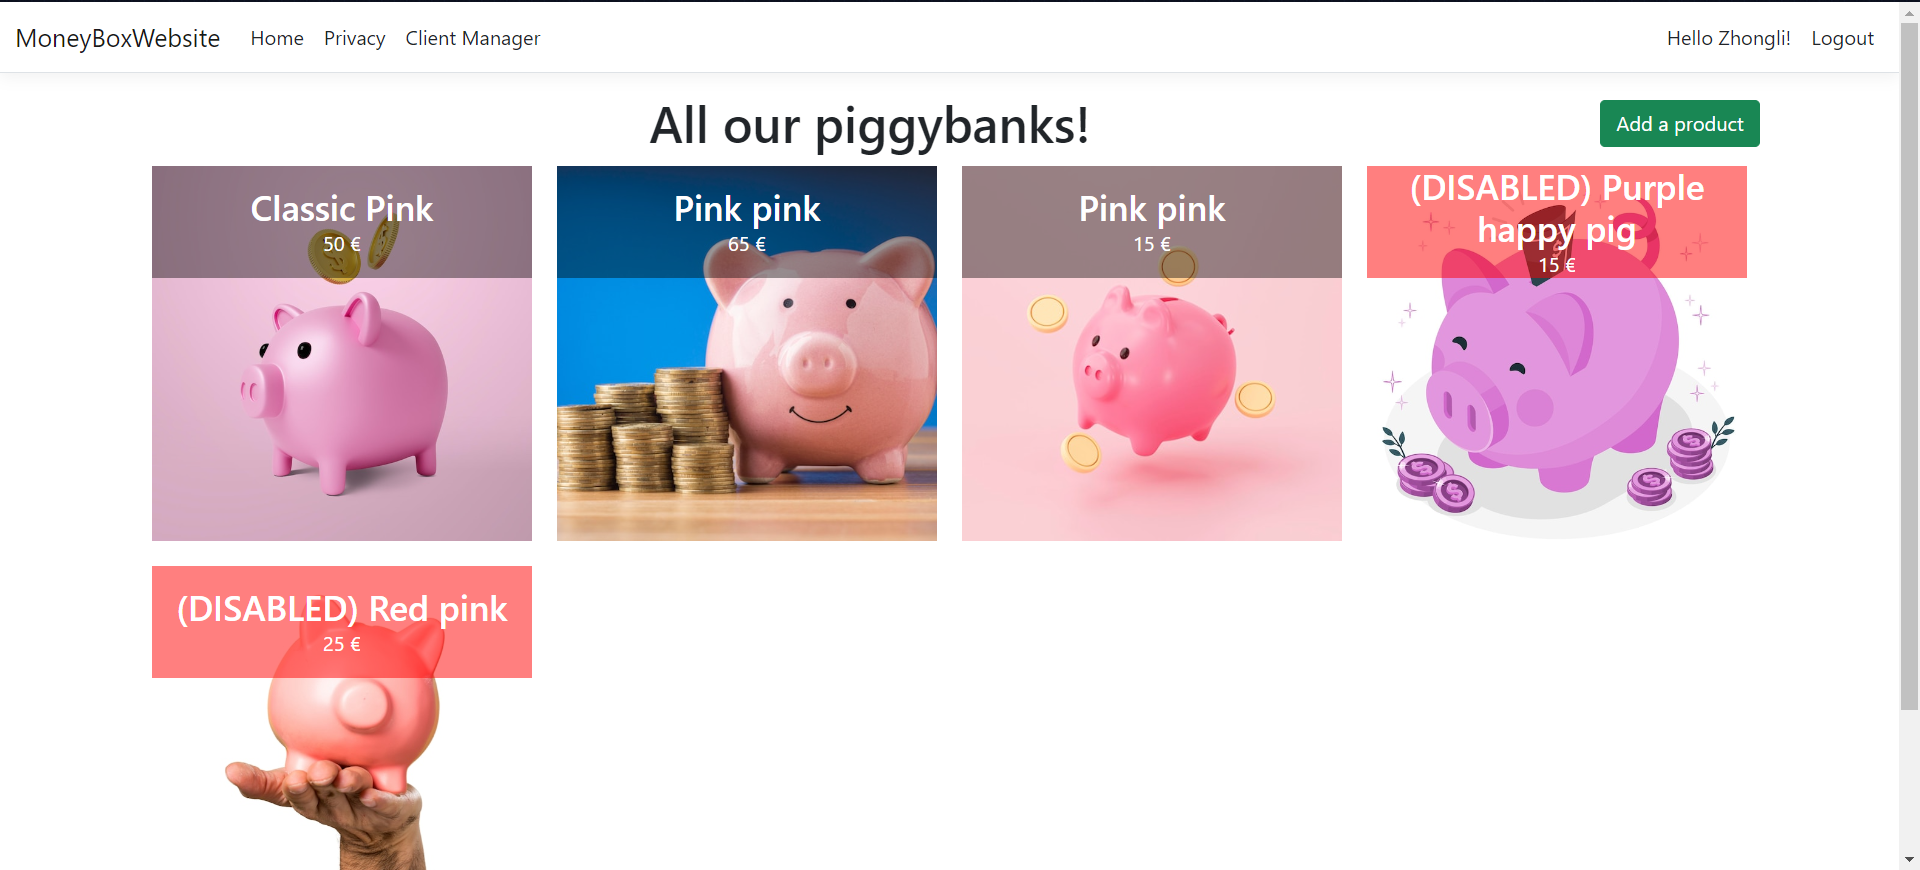 MoneyBoxWebsite Home Privacy Client Manager Hello Zhongli! Logout
All our piggybanks! Add a product
Classic Pink
50 €
Pink pink
65 €
Pink pink
15 €
(DISABLED) Purple
happy pig
15 €
(DISABLED) Red pink
25 €